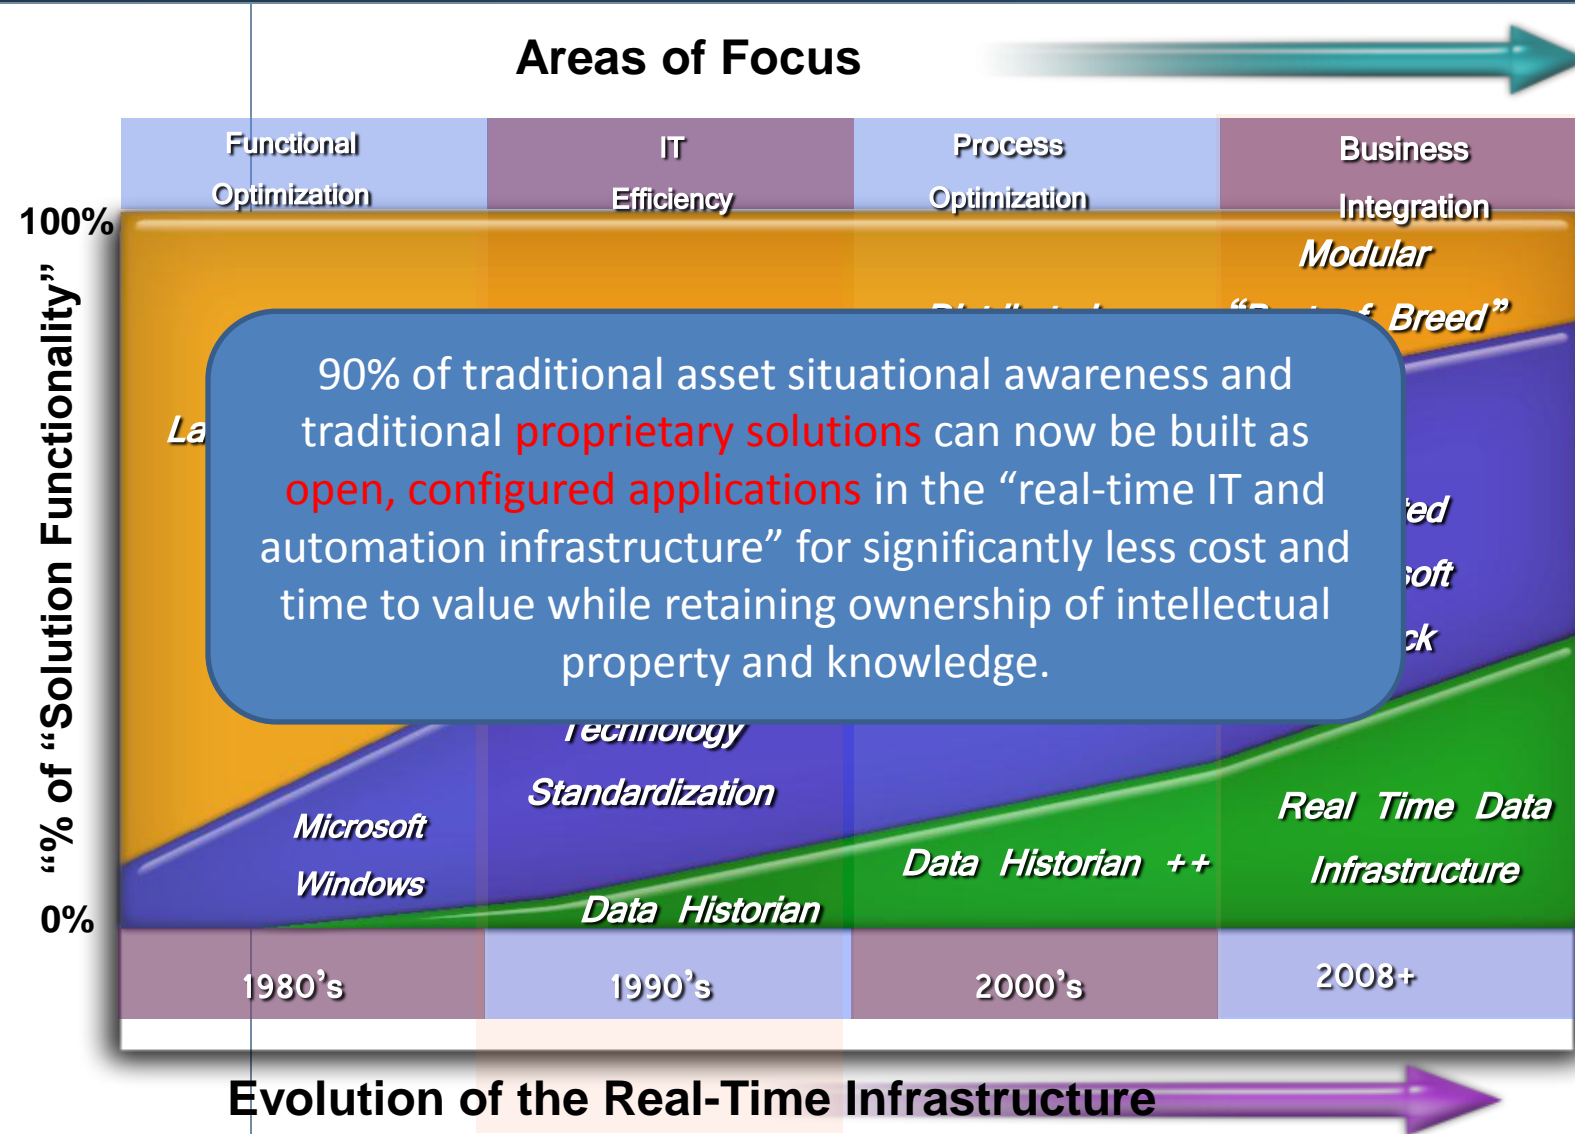 Areas of Focus
Functional
Optimization
IT
Efficiency
Process
Optimization
Business
Integration
100%
Modular
Breed”
90% of traditional asset situational awareness and
traditional proprietary solutions can now be built as
open, configured applications in the “real-time IT and
automation infrastructure” for significantly less cost and
time to value while retaining ownership of intellectual
property and knowledge.
“% of “Solution Functionality”
Technology
Standardization
Microsoft
Windows
Data Historian
Data Historian ++
Real Time Data
Infrastructure
0%
1980’s
1990’s
2000’s
2008+
Evolution of the Real-Time Infrastructure